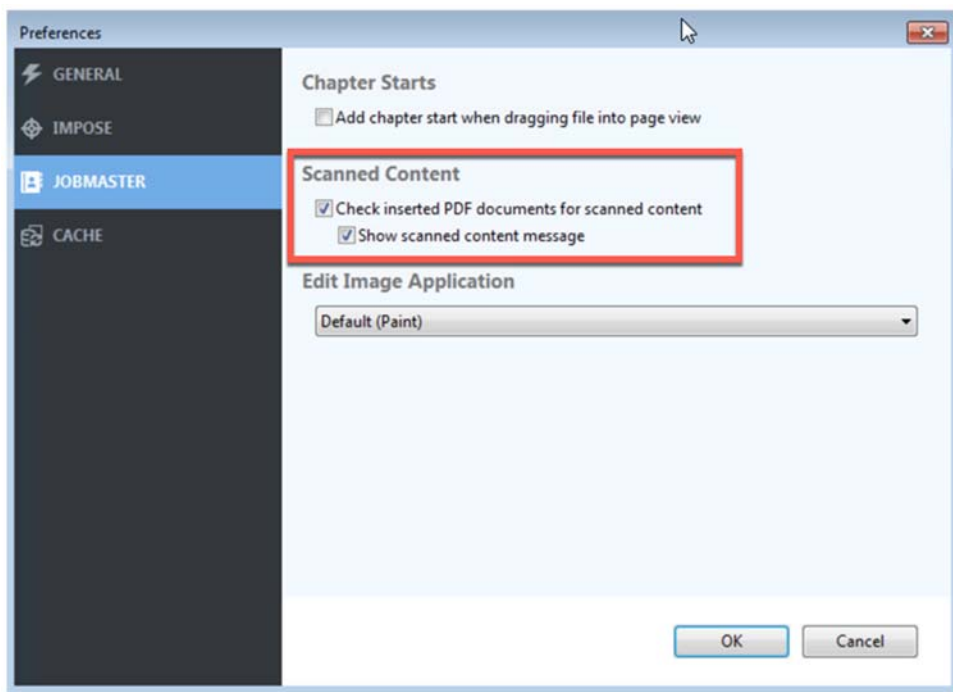 Preferences
GENERAL
IMPOSE
JOBMASTER
CACHE
Chapter Starts
Add chapter start when dragging file into page view
Scanned Content
Check inserted PDF documents for scanned content
Show scanned content message
Edit Image Application
Default (Paint)
OK
Cancel